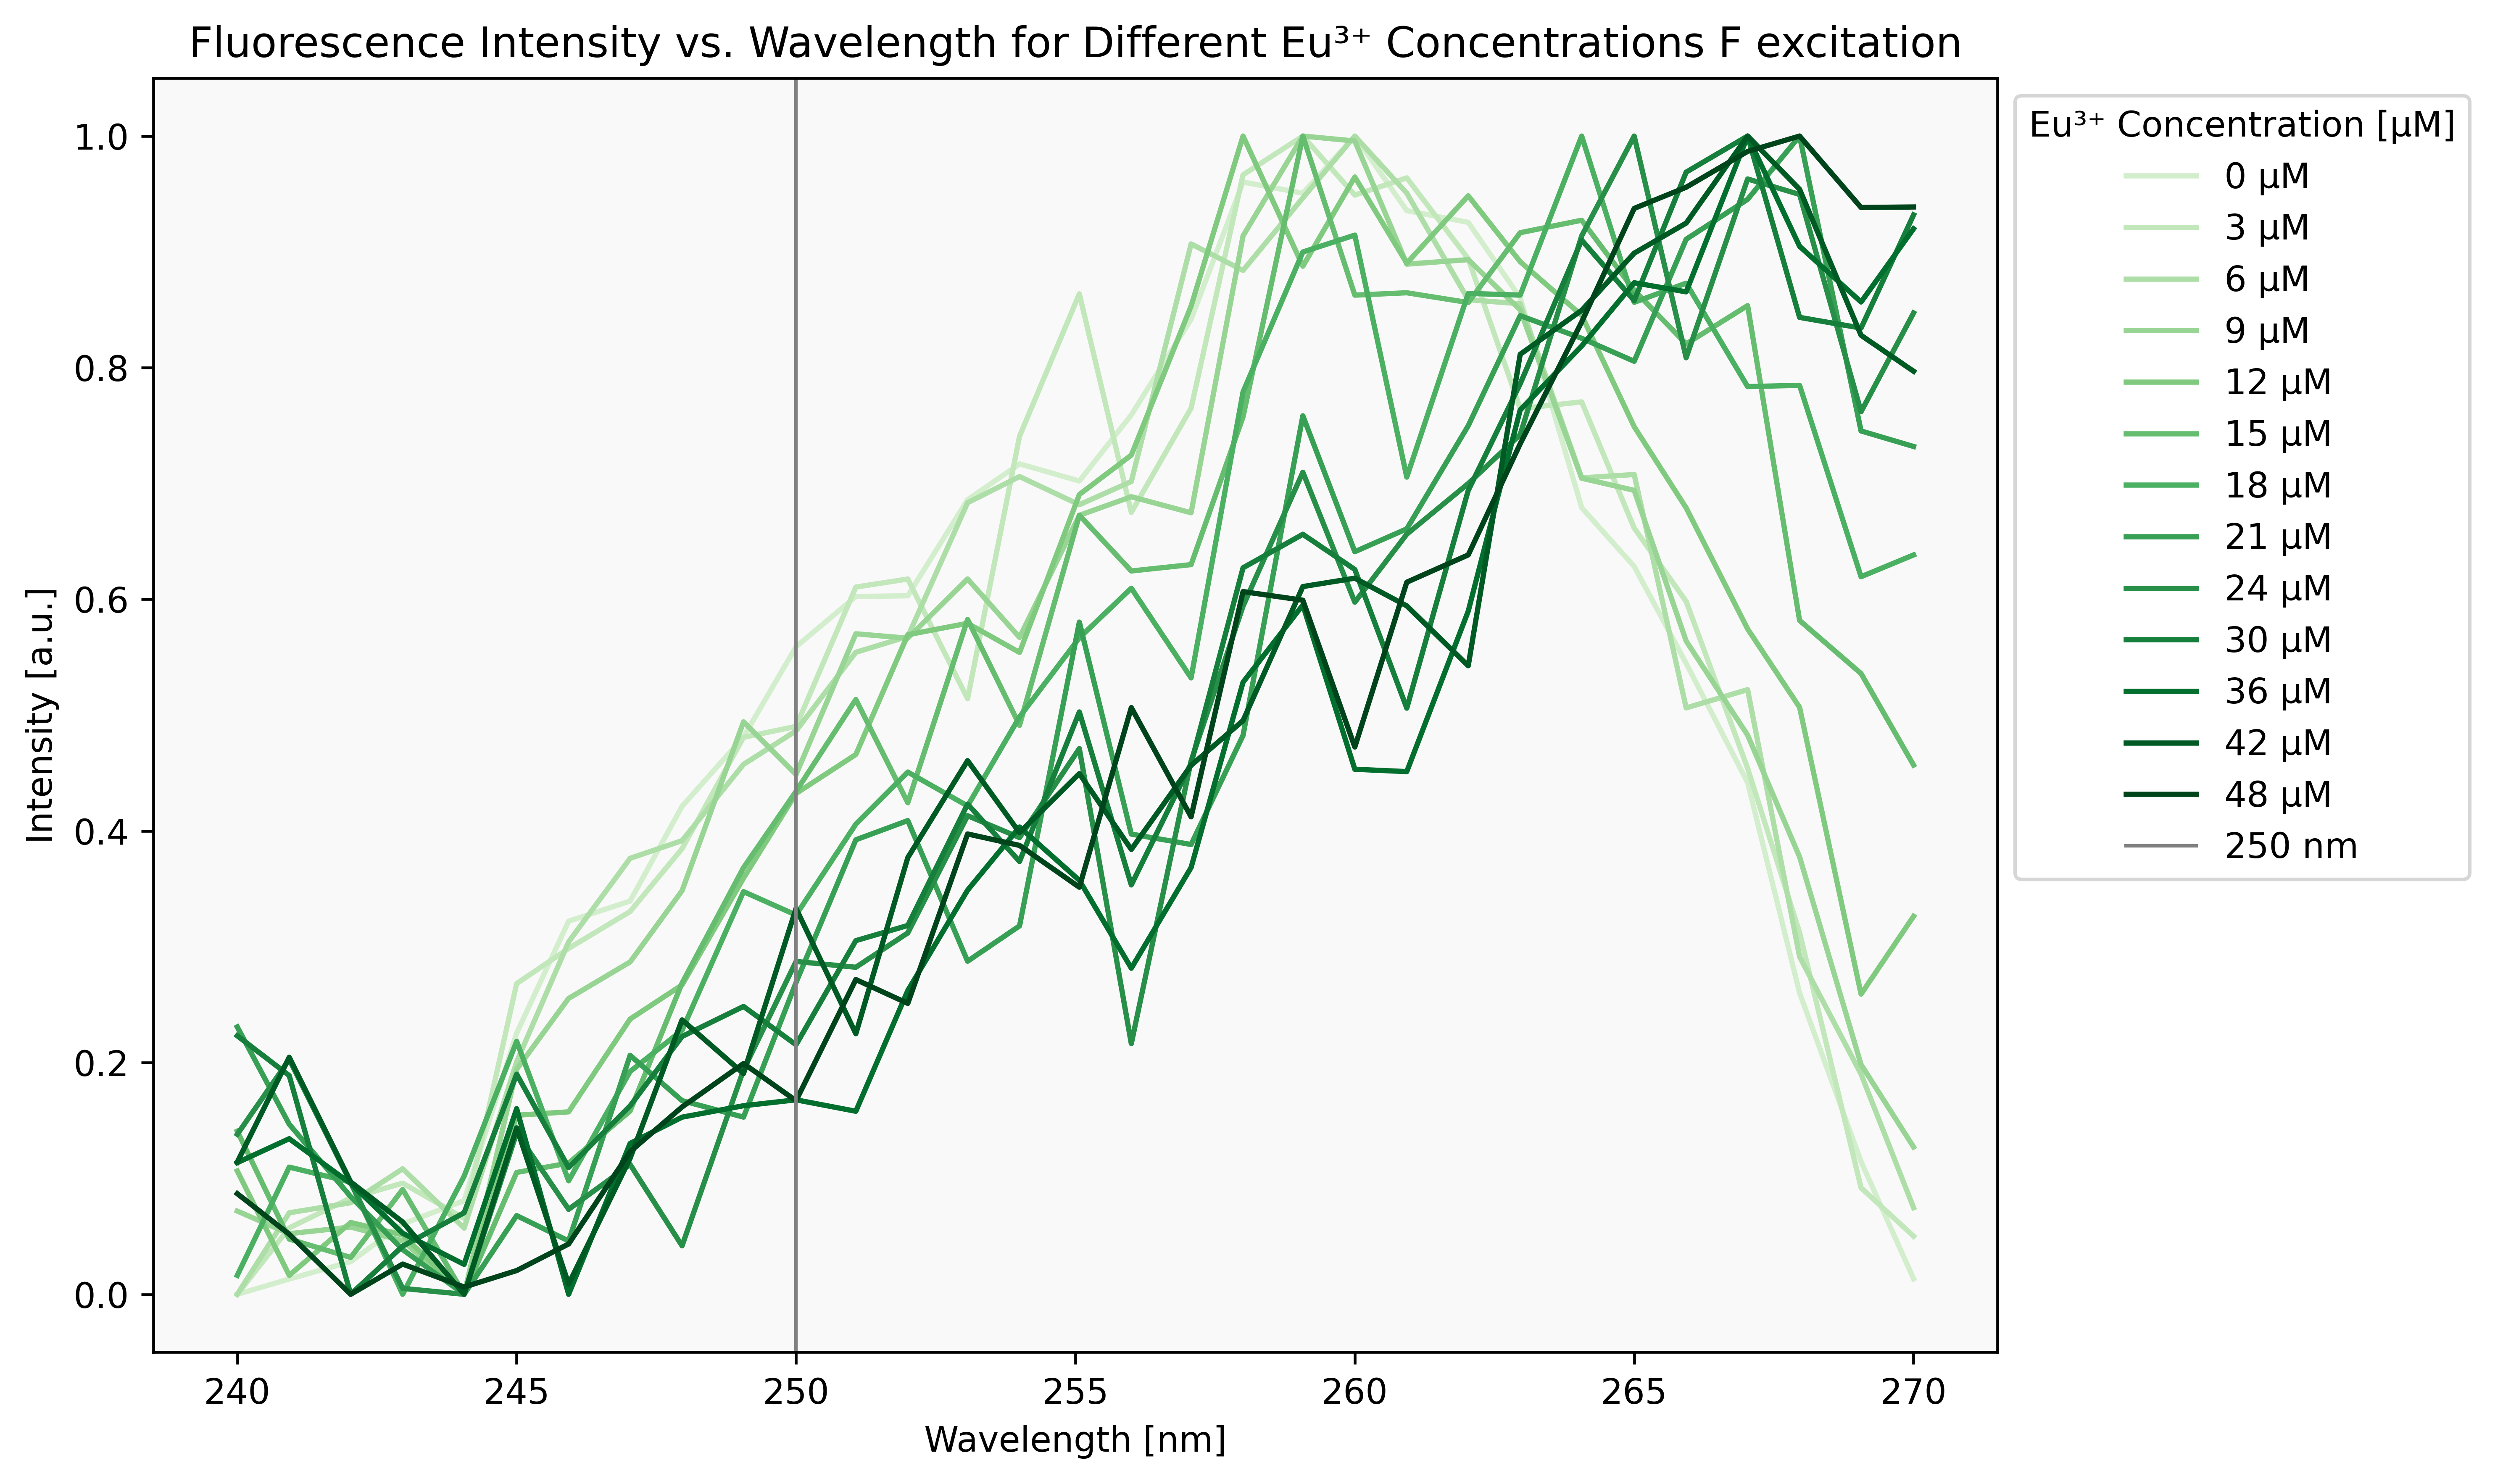 Fluorescence Intensity vs. Wavelength for Different Eu³⁺ Concentrations F excitation
Intensity [a.u.]
1.0
0.8
0.6
0.4
0.2
0.0
240 245 250 255 260 265 270
Wavelength [nm]
Eu³⁺ Concentration [µM]
0 µM
3 µM
6 µM
9 µM
12 µM
15 µM
18 µM
21 µM
24 µM
30 µM
36 µM
42 µM
48 µM
250 nm